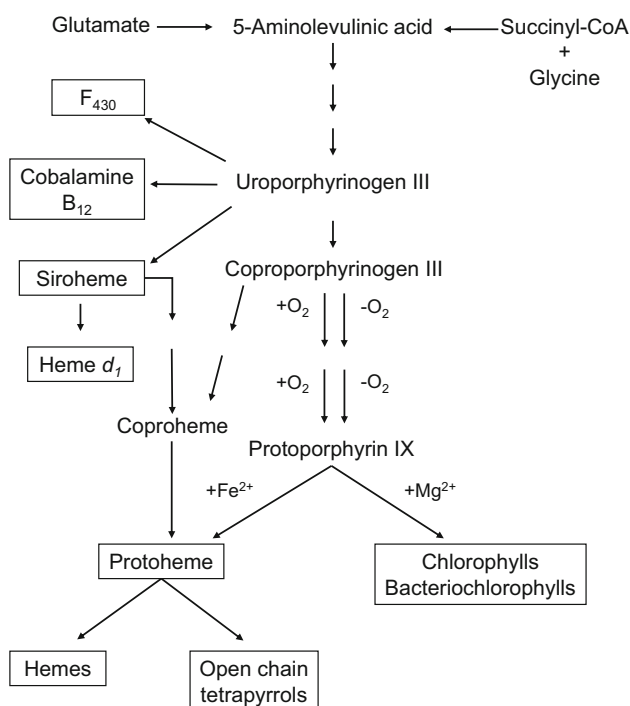 Glutamate
5-Aminolevulinic acid
Succinyl-CoA
+
Glycine
F430
Cobalamine
B12
Uroporphyrinogen III
Siroheme
Coproporphyrinogen III
+O2
-O2
Heme d1
+O2
-O2
Coproheme
Protoporphyrin IX
+Fe2+
+Mg2+
Protoheme
Chlorophylls
Bacteriochlorophylls
Hemes
Open chain
tetrapyrrols